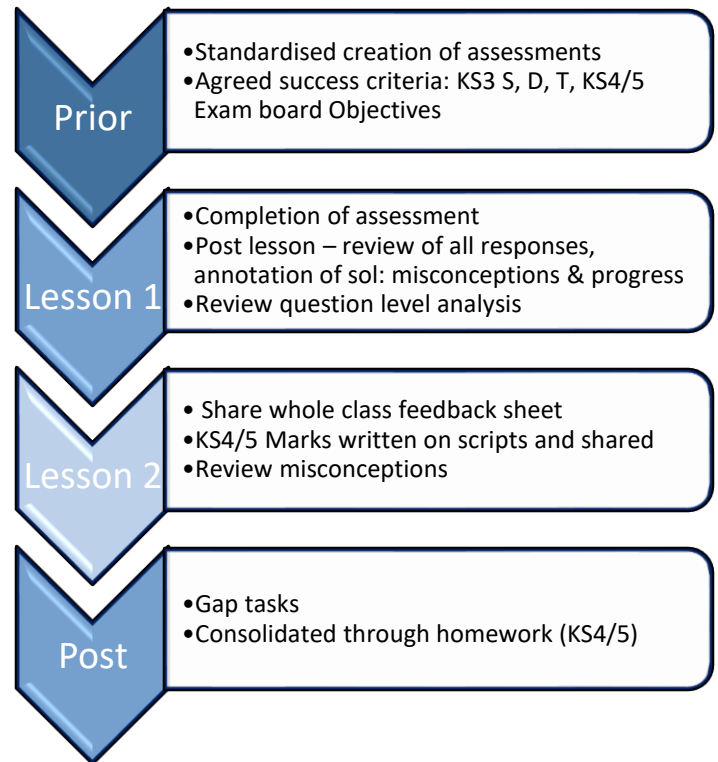 Prior
•Standardised creation of assessments
•Agreed success criteria: KS3 S, D, T, KS4/5
Exam board Objectives
Lesson 1
•Completion of assessment
•Post lesson – review of all responses,
annotation of sol: misconceptions & progress
•Review question level analysis
Lesson 2
• Share whole class feedback sheet
•KS4/5 Marks written on scripts and shared
•Review misconceptions
Post
•Gap tasks
•Consolidated through homework (KS4/5)